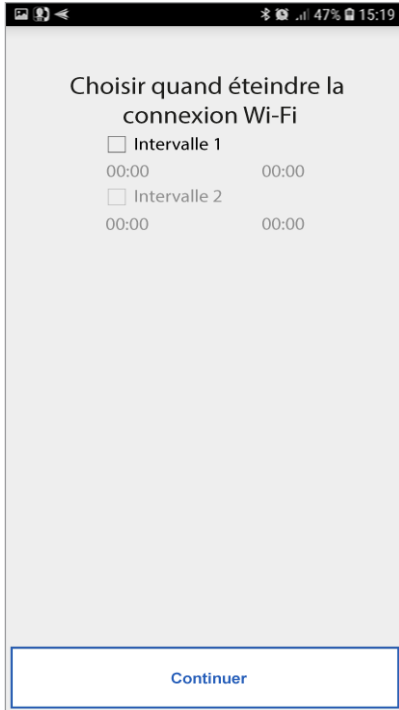 47% 15:19
Choisir quand éteindre la
connexion Wi-Fi
Intervalle 1
00:00 00:00
Intervalle 2
00:00 00:00
Continuer